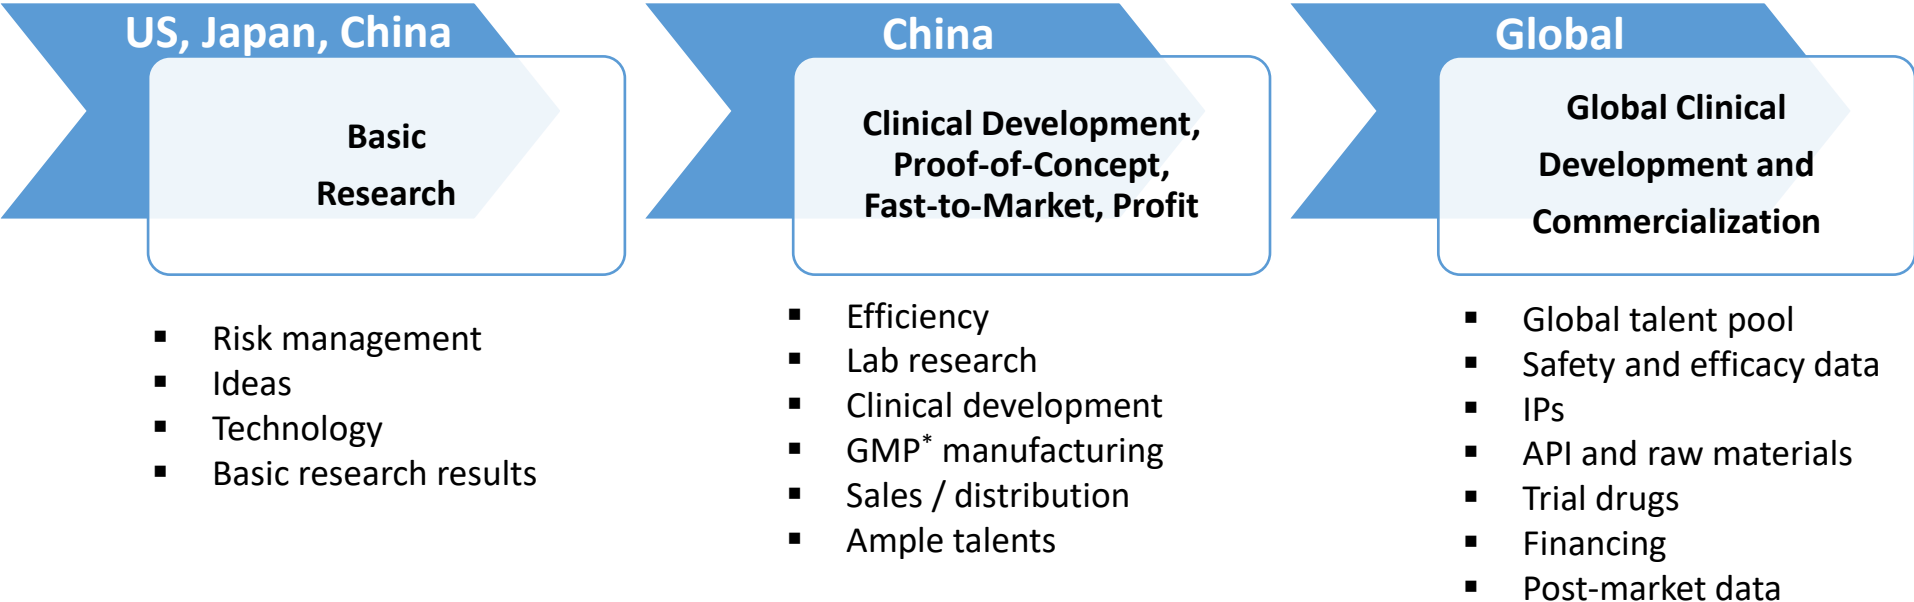 US, Japan, China
Basic
Research
▪ Risk management
▪ Ideas
▪ Technology
▪ Basic research results
China
Clinical Development,
Proof-of-Concept,
Fast-to-Market, Profit
▪ Efficiency
▪ Lab research
▪ Clinical development
▪ GMP* manufacturing
▪ Sales / distribution
▪ Ample talents
Global
Global Clinical
Development and
Commercialization
▪ Global talent pool
▪ Safety and efficacy data
▪ IPs
▪ API and raw materials
▪ Trial drugs
▪ Financing
▪ Post-market data